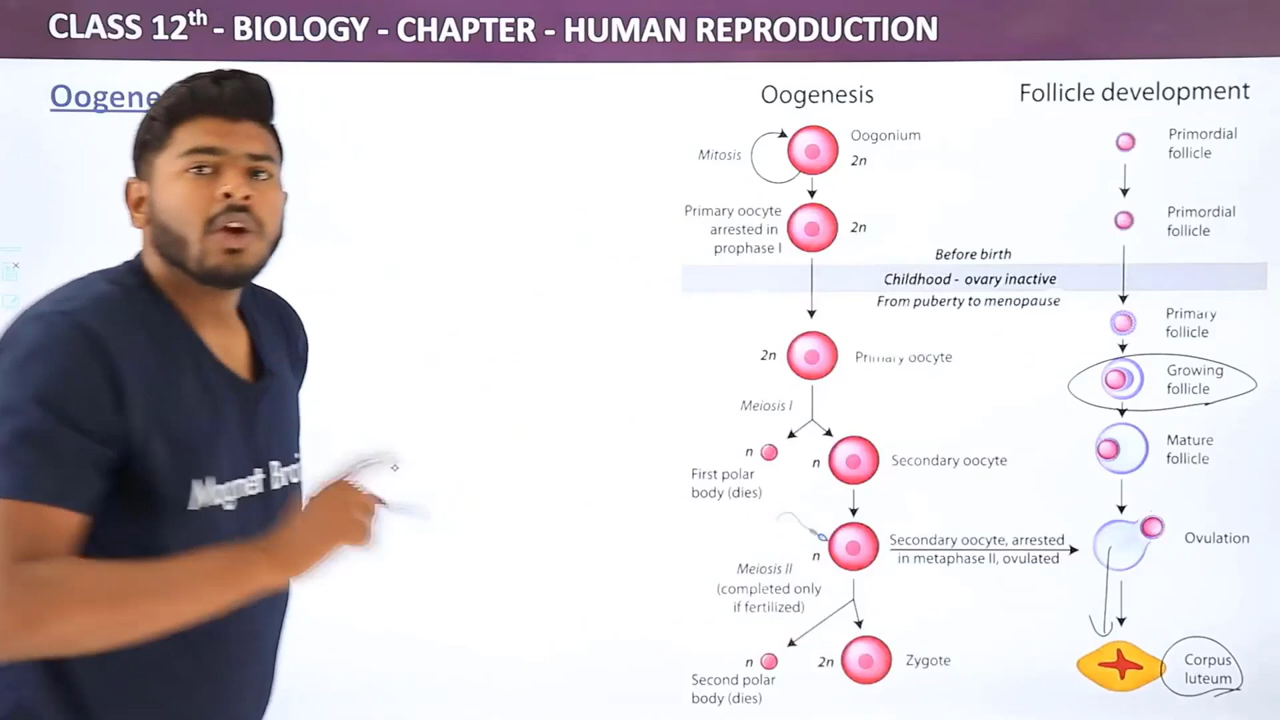 CLASS 12th - BIOLOGY - CHAPTER - HUMAN REPRODUCTION
Oogenesis
Follicle development
Mitosis
Oogonium
2n
Primary oocyte
arrested in
prophase I
2n
Primordial
follicle
Primordial
follicle
Before birth
Childhood - ovary inactive
From puberty to menopause
2n
Primary oocyte
Primary
follicle
Meiosis I
Growing
follicle
n
First polar
body (dies)
n
Secondary oocyte
Mature
follicle
n
Secondary oocyte, arrested
in metaphase II, ovulated
Ovulation
Meiosis II
(completed only
if fertilized)
n
Second polar
body (dies)
2n
Zygote
Corpus
luteum
Magnet